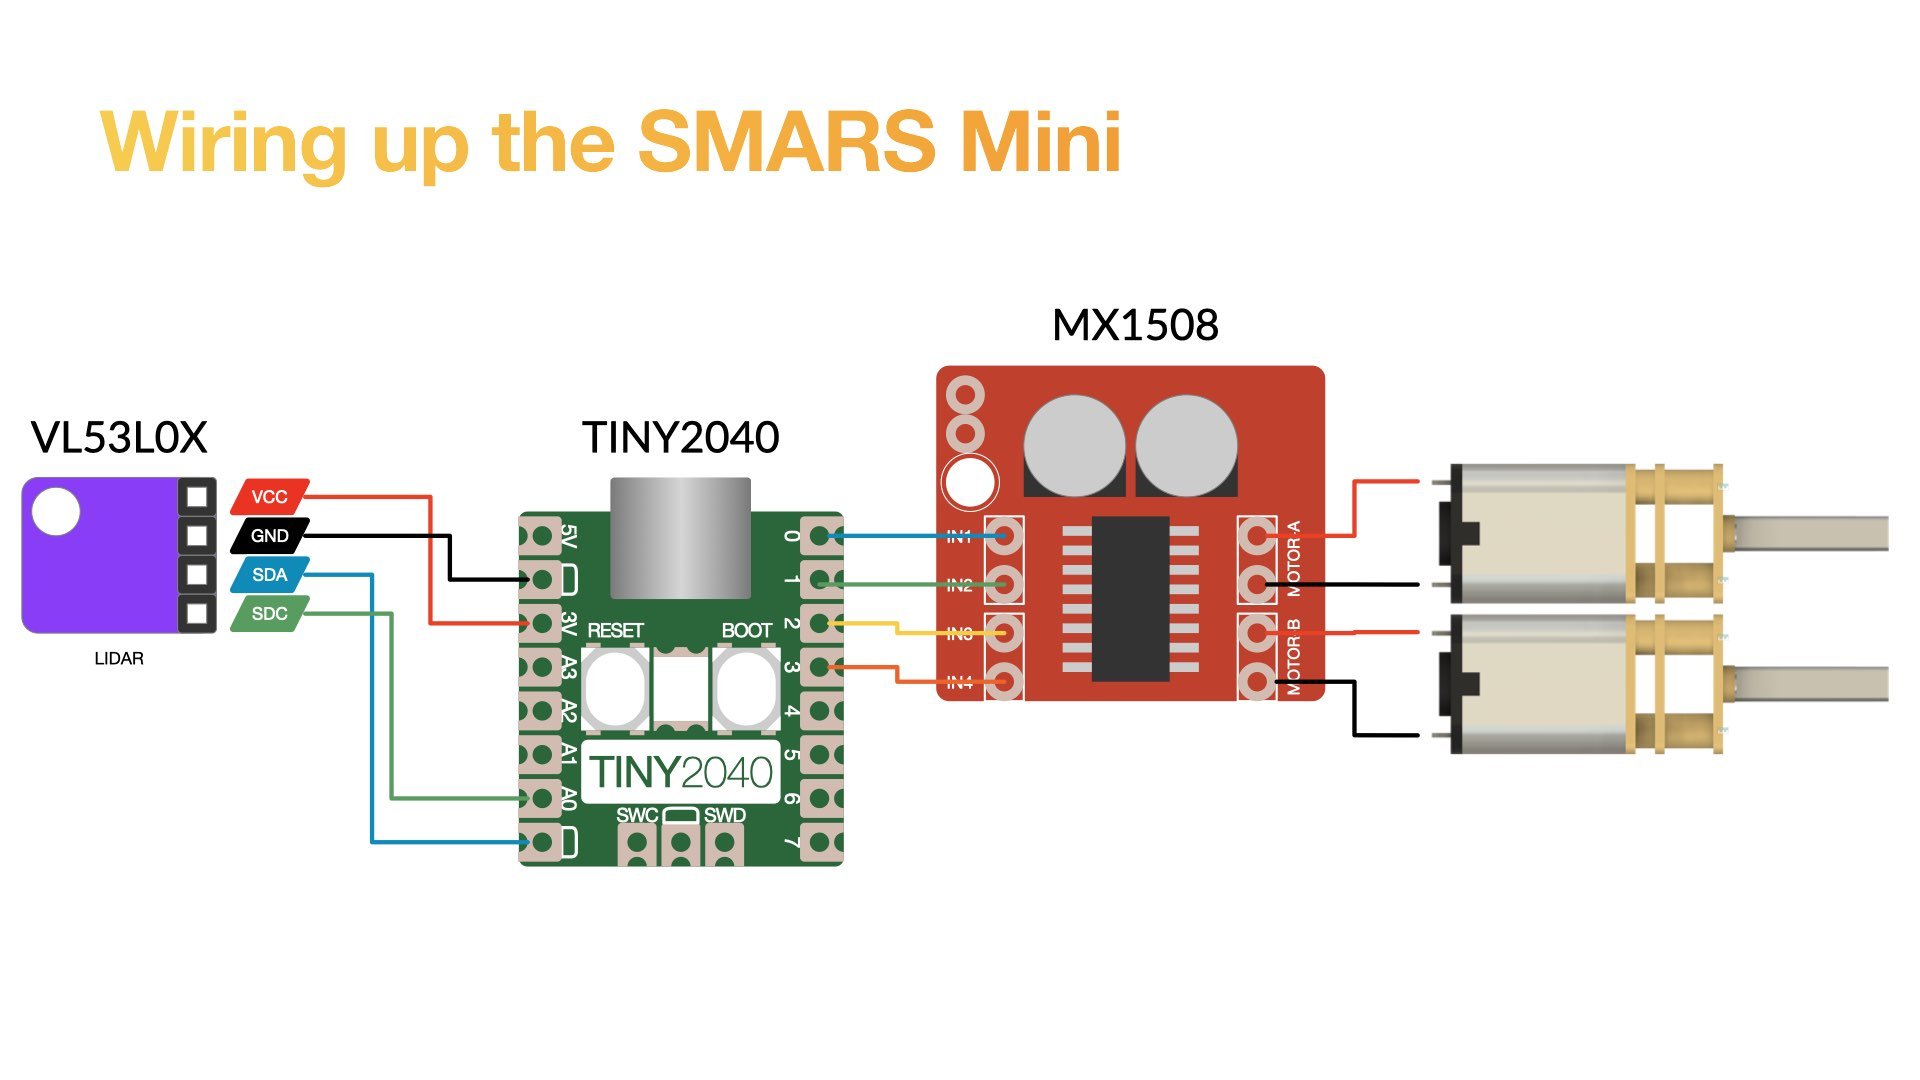 Wiring up the SMARS Mini
MX1508
VL53L0X
TINY2040
VCC
GND
SDA
SDC
LIDAR
5V
3V
A3
A2
A1
A0
RESET
BOOT
TINY2040
SWC
SWD
0
1
2
3
4
5
6
7
IN1
IN2
IN3
IN4
MOTOR A
MOTOR B